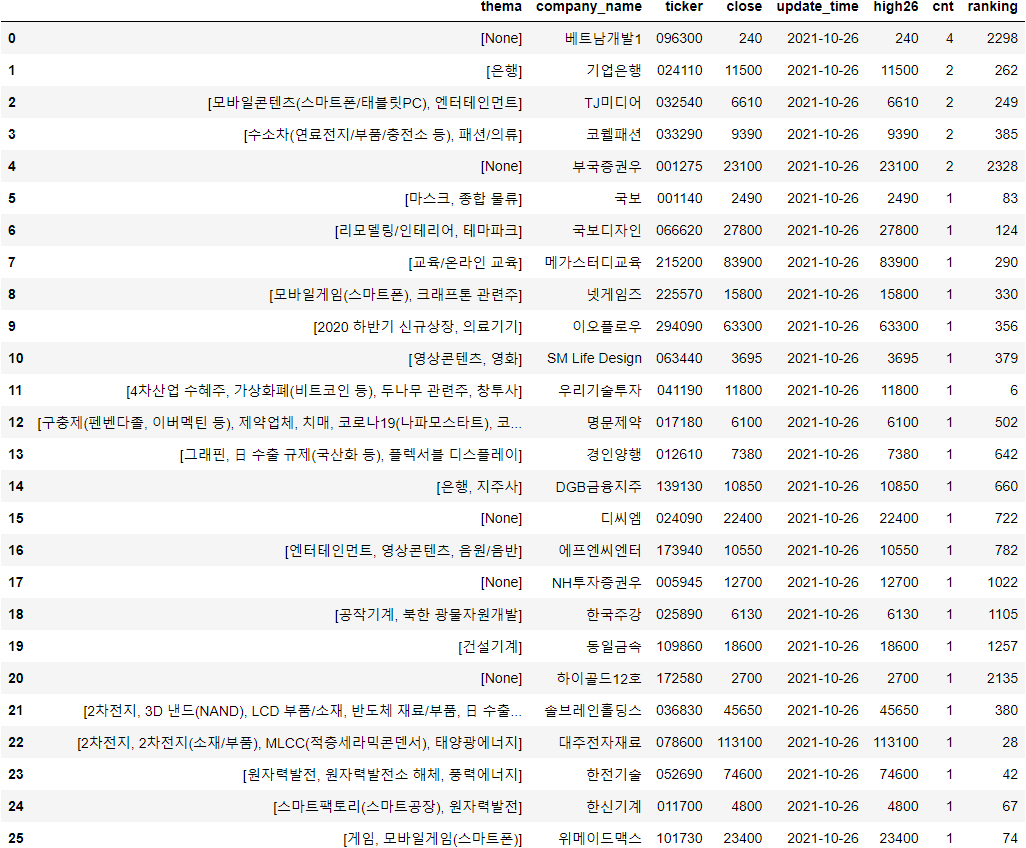 thema company_name ticker close update_time high26 cnt ranking
0 [None] 베트남개발1 096300 240 2021-10-26 240 4 2298
1 [은행] 기업은행 024110 11500 2021-10-26 11500 2 262
2 [모바일콘텐츠(스마트폰/태블릿PC), 엔터테인먼트] TJ미디어 032540 6610 2021-10-26 6610 2 249
3 [수소차(연료전지/부품/충전소 등), 패션/의류] 코웰패션 033290 9390 2021-10-26 9390 2 385
4 [None] 부국증권우 001275 23100 2021-10-26 23100 2 2328
5 [마스크, 종합 물류] 국보 001140 2490 2021-10-26 2490 1 83
6 [리모델링/인테리어, 테마파크] 국보디자인 066620 27800 2021-10-26 27800 1 124
7 [교육/온라인 교육] 메가스터디교육 215200 83900 2021-10-26 83900 1 290
8 [모바일게임(스마트폰), 크래프톤 관련주] 넷게임즈 225570 15800 2021-10-26 15800 1 330
9 [2020 하반기 신규상장, 의료기기] 이오플로우 294090 63300 2021-10-26 63300 1 356
10 [영상콘텐츠, 영화] SM Life Design 063440 3695 2021-10-26 3695 1 379
11 [4차산업 수혜주, 가상화폐(비트코인 등), 두나무 관련주, 창투사] 우리기술투자 041190 11800 2021-10-26 11800 1 6
12 [구충제(펜벤다졸, 이버멕틴 등), 제약업체, 치매, 코로나19(나파모스타트), 코... 명문제약 017180 6100 2021-10-26 6100 1 502
13 [그래핀, 日 수출 규제(국산화 등), 플렉서블 디스플레이] 경인양행 012610 7380 2021-10-26 7380 1 642
14 [은행, 지주사] DGB금융지주 139130 10850 2021-10-26 10850 1 660
15 [None] 디씨엠 024090 22400 2021-10-26 22400 1 722
16 [엔터테인먼트, 영상콘텐츠, 음원/음반] 에프엔씨엔터 173940 10550 2021-10-26 10550 1 782
17 [None] NH투자증권우 005945 12700 2021-10-26 12700 1 1022
18 [공작기계, 북한 광물자원개발] 한국주강 025890 6130 2021-10-26 6130 1 1105
19 [건설기계] 동일금속 109860 18600 2021-10-26 18600 1 1257
20 [None] 하이골드12호 172580 2700 2021-10-26 2700 1 2135
21 [2차전지, 3D 낸드(NAND), LCD 부품/소재, 반도체 재료/부품, 日 수출... 솔브레인홀딩스 036830 45650 2021-10-26 45650 1 380
22 [2차전지, 2차전지(소재/부품), MLCC(적층세라믹콘덴서), 태양광에너지] 대주전자재료 078600 113100 2021-10-26 113100 1 28
23 [원자력발전, 원자력발전소 해체, 풍력에너지] 한전기술 052690 74600 2021-10-26 74600 1 42
24 [스마트팩토리(스마트공장), 원자력발전] 한신기계 011700 4800 2021-10-26 4800 1 67
25 [게임, 모바일게임(스마트폰)] 위메이드맥스 101730 23400 2021-10-26 23400 1 74